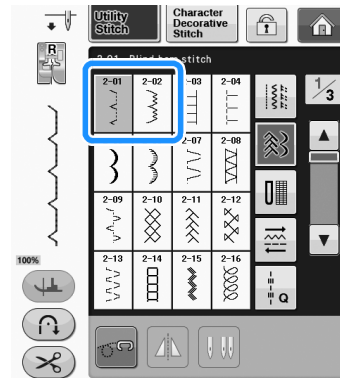 Utility
Stitch
Character
Decorative
Stitch
R
2-01 Blind hem stitch
2-01 2-02 -03 2-04
1/3
-07 2-08
2-09 2-10 2-11 2-12
2-13 2-14 2-15 2-16
100%
Q